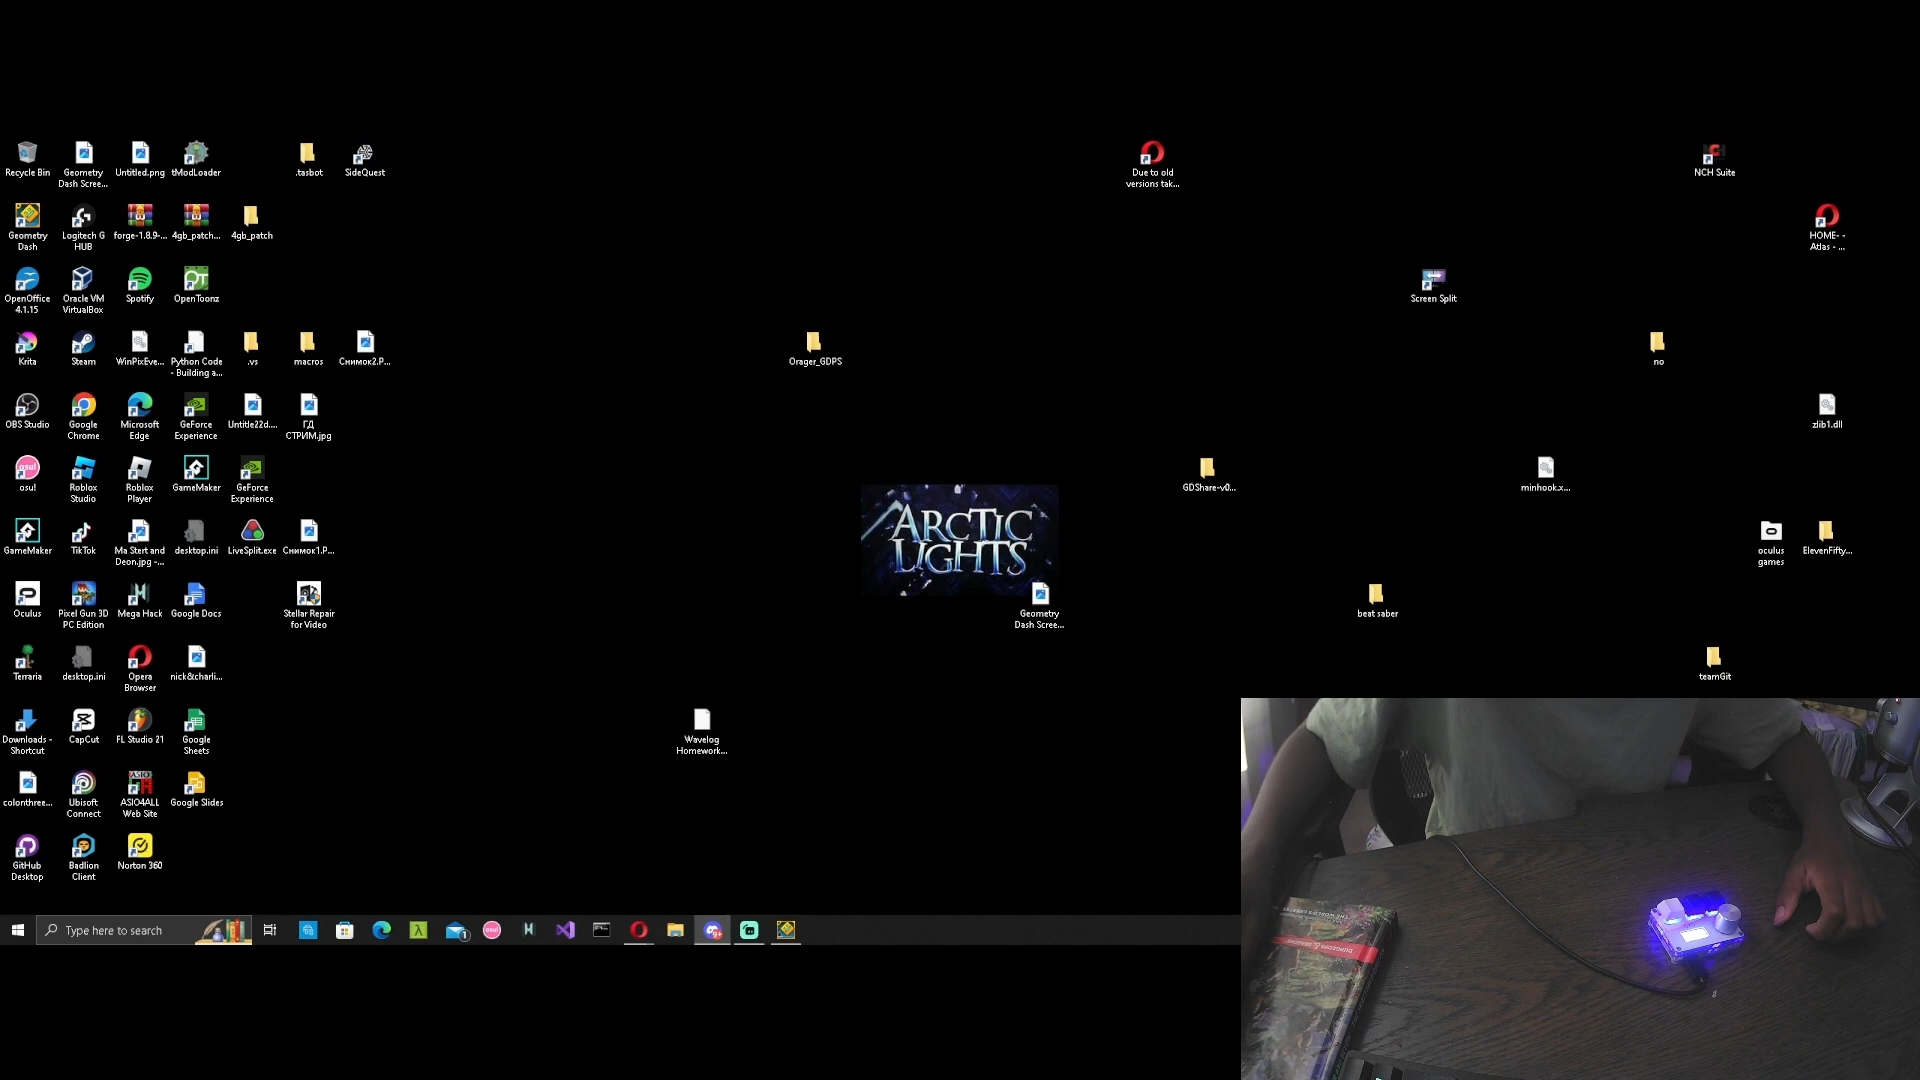 Recycle Bin
Geometry
Dash Scree...
Untitled.png
tModLoader
.tasbot
SideQuest
Due to old
versions tak...
NCH Suite
Geometry
Dash
Logitech G
HUB
forge-1.8.9-...
4gb_patch...
4gb_patch
HOME- -
Atlas - ...
OpenOffice
4.1.15
Oracle VM
VirtualBox
Spotify
OpenToonz
Screen Split
Krita
Steam
WinPixEve...
Python Code
- Building a...
.vs
macros
Снимок2.P...
Orager_GDPS
no
OBS Studio
Google
Chrome
Microsoft
Edge
GeForce
Experience
Untitle22d....
ГД
СТРИМ.jpg
zlib1.dll
osu!
Roblox
Studio
Roblox
Player
GameMaker
GeForce
Experience
GDShare-v0...
minhook.x...
ARCTIC
LIGHTS
GameMaker
TikTok
Ma Stert and
Deon.jpg -...
desktop.ini
LiveSplit.exe
Снимок1.P...
oculus
games
ElevenFifty...
Oculus
Pixel Gun 3D
PC Edition
Mega Hack
Google Docs
Stellar Repair
for Video
Geometry
Dash Scree...
beat saber
Terraria
desktop.ini
Opera
Browser
nick&charli...
teamGit
Downloads -
Shortcut
CapCut
FL Studio 21
Google
Sheets
Wavelog
Homework...
colonthree...
Ubisoft
Connect
ASIO4ALL
Web Site
Google Slides
GitHub
Desktop
Badlion
Client
Norton 360
Type here to search
DUNGEONS & DRAGONS